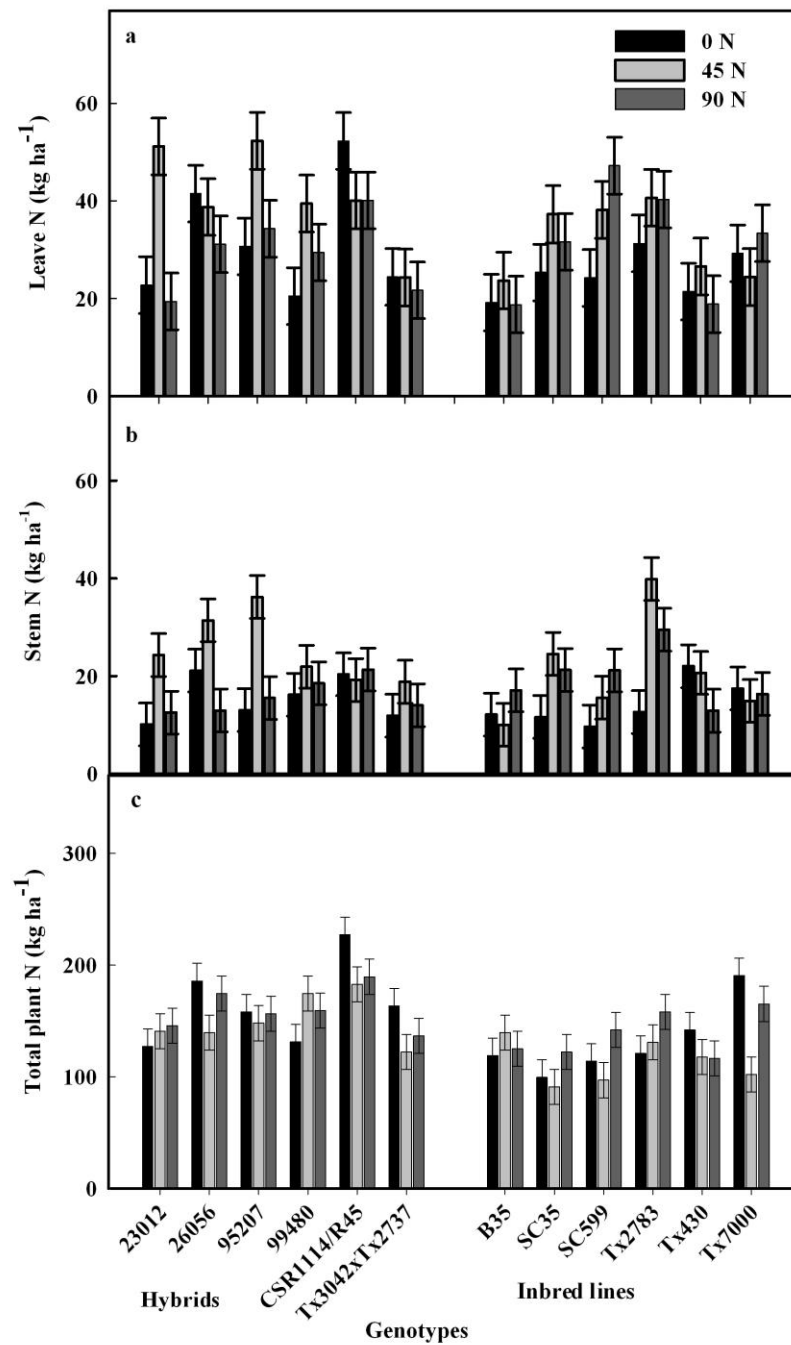 a
0 N
45 N
90 N
Leave N (kg ha⁻¹)
60
40
20
0
b
Stem N (kg ha⁻¹)
60
40
20
0
c
Total plant N (kg ha⁻¹)
300
200
100
0
23012
26056
95207
99480
CSR1114/R45
Tx3042xTx2737
B35
SC35
SC599
Tx2783
Tx430
Tx7000
Hybrids
Inbred lines
Genotypes